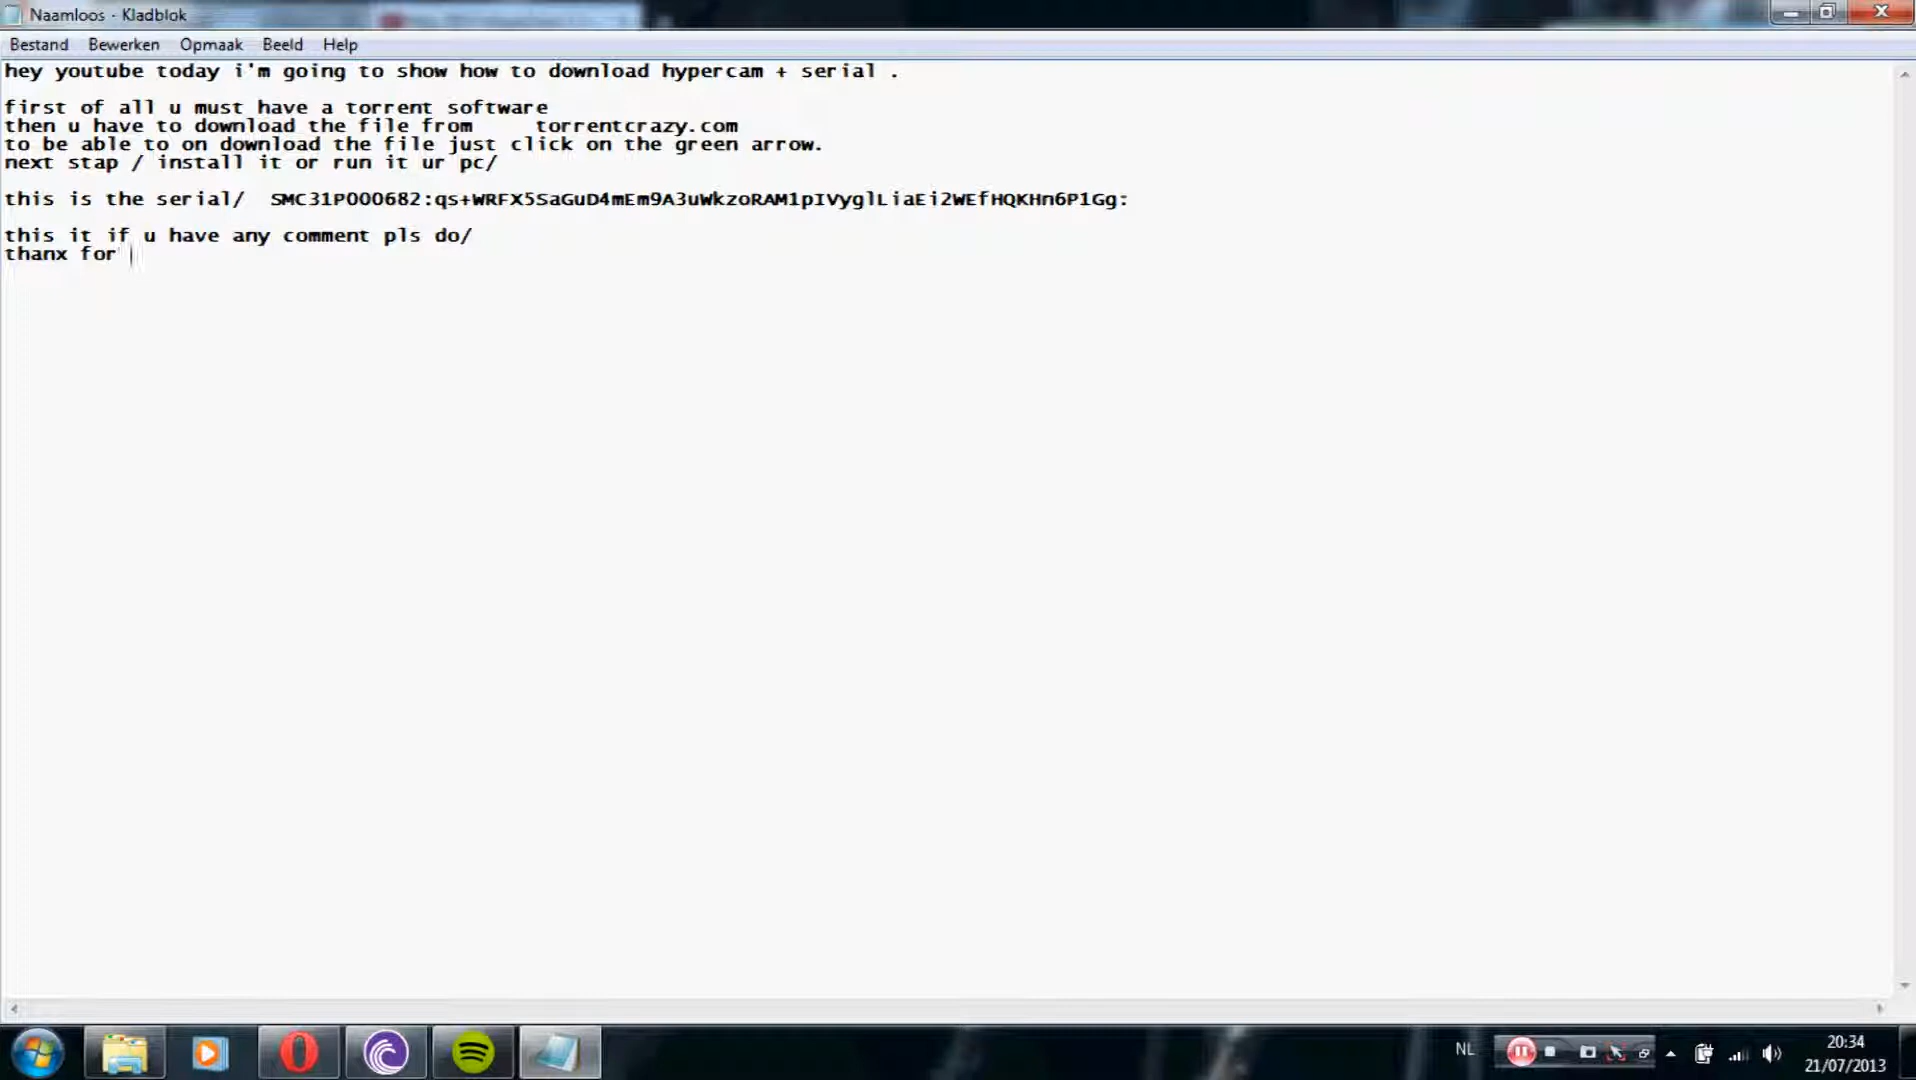 Naamloos - Kladblok
Bestand Bewerken Opmaak Beeld Help
hey youtube today i'm going to show how to download hypercam + serial .
first of all u must have a torrent software
then u have to download the file from torrentcrazy.com
to be able to on download the file just click on the green arrow.
next stap / install it or run it ur pc/
this is the serial/ SMC31P000682:qs+WRFX5SaGuD4mEm9A3uWkzoRAM1pIVyglLiaEi2WEfHQKHn6P1Gg:
this it if u have any comment pls do/
thanx for
NL
20:34
21/07/2013